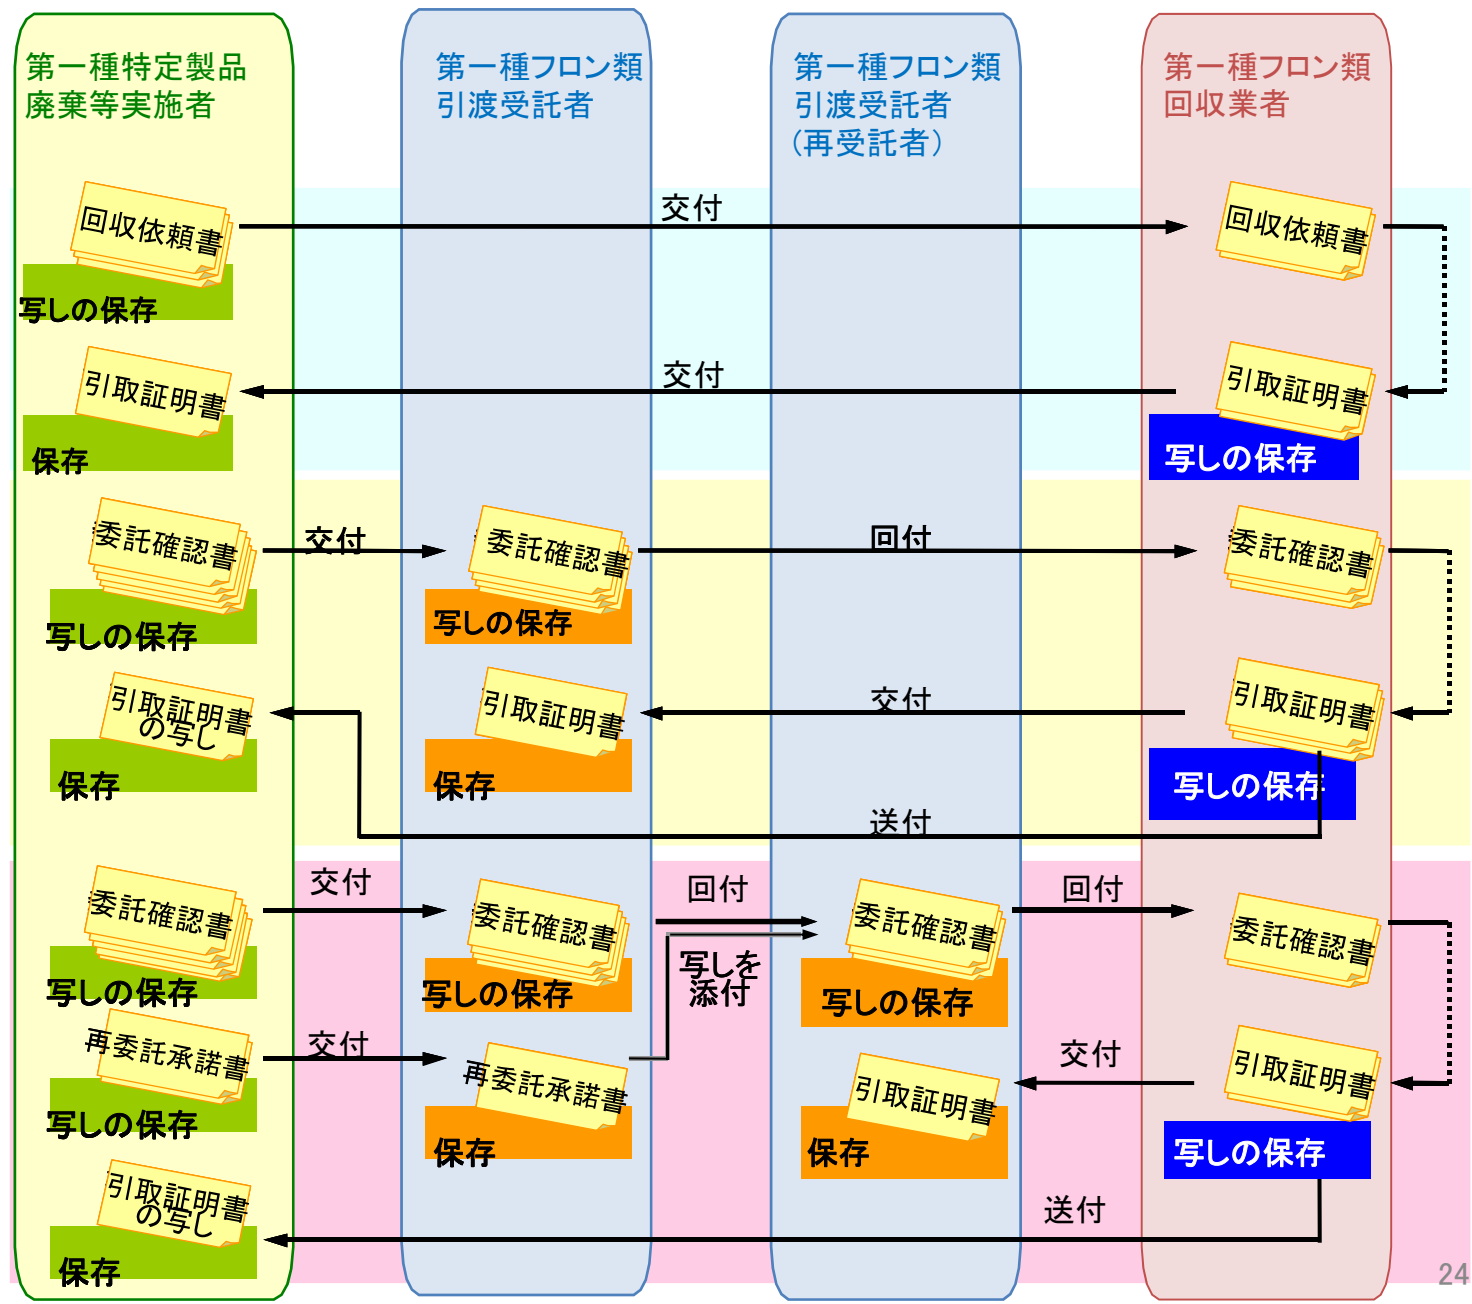 第一種特定製品
廃棄等実施者
第一種フロン類
引渡受託者
第一種フロン類
引渡受託者
（再受託者）
第一種フロン類
回収業者
回収依頼書
交付
回収依頼書
写しの保存
引取証明書
交付
引取証明書
保存
写しの保存
委託確認書
交付
委託確認書
回付
委託確認書
写しの保存
写しの保存
引取証明書
の写し
引取証明書
交付
引取証明書
保存
保存
写しの保存
送付
委託確認書
交付
委託確認書
回付
委託確認書
回付
委託確認書
写しを
添付
写しの保存
写しの保存
写しの保存
再委託承諾書
交付
再委託承諾書
引取証明書
交付
引取証明書
写しの保存
保存
保存
写しの保存
引取証明書
の写し
送付
保存
24